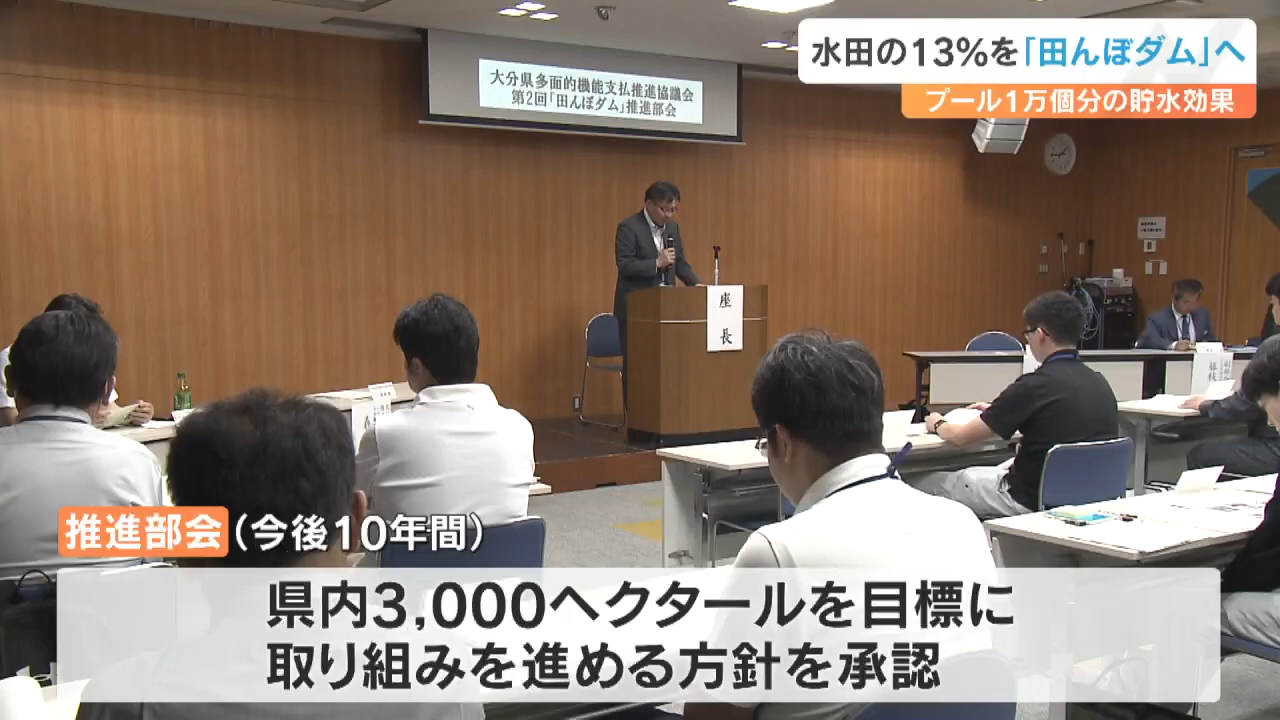 水田の13%を「田んぼダム」へ
プール1万個分の貯水効果
大分県多面的機能支払推進協議会
第2回「田んぼダム」推進部会
座長
推進部会(今後10年間)
県内3,000ヘクタールを目標に
取り組みを進める方針を承認